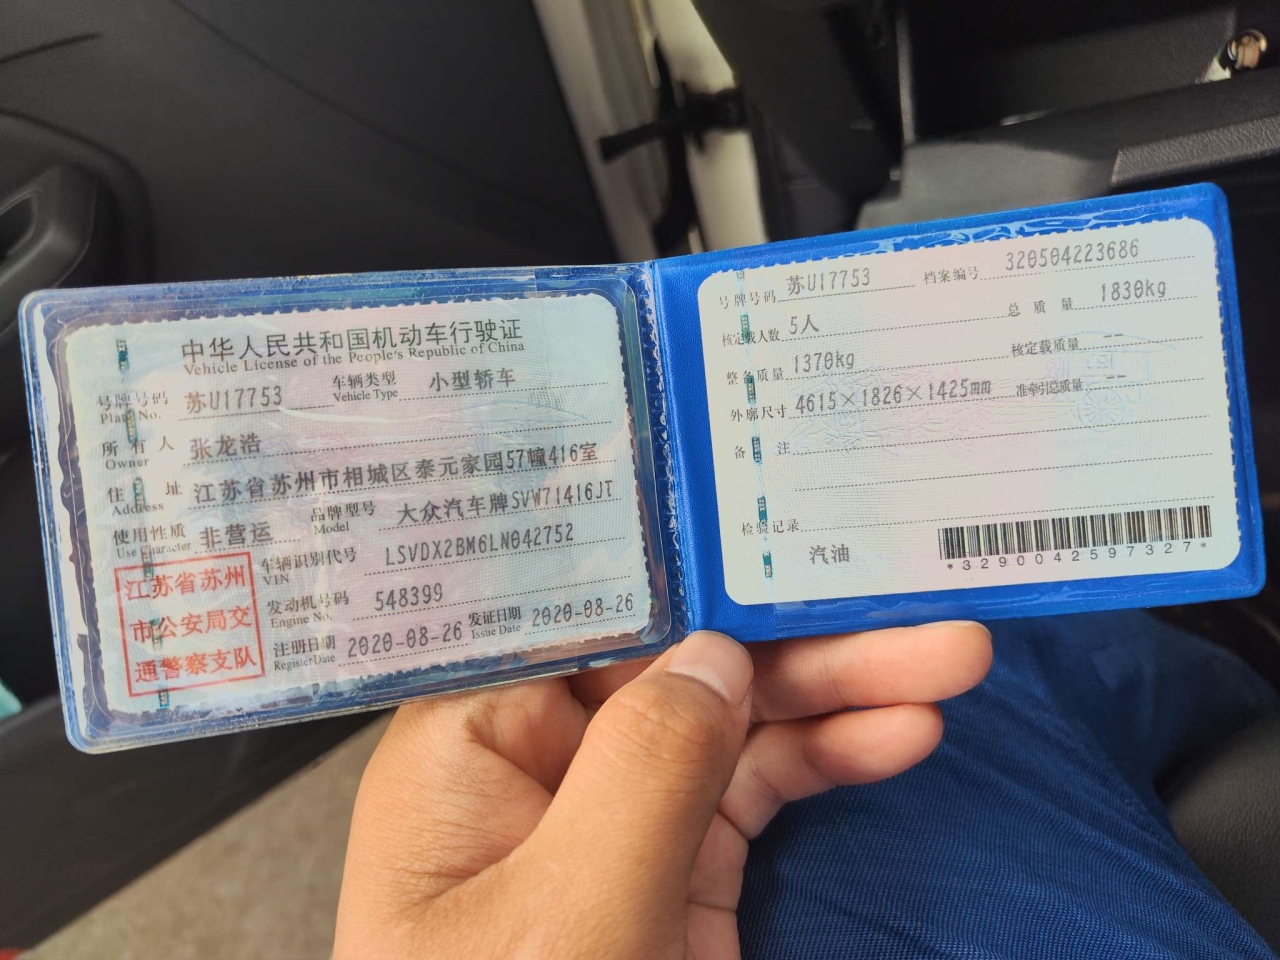 中华人民共和国机动车行驶证
Vehicle License of the People's Republic of China
号牌号码 苏U17753 车辆类型 小型轿车
Plate No. Vehicle Type
所有人 张龙浩
Owner
住址 江苏省苏州市相城区泰元家园57幢416室
Address
使用性质 非营运 品牌型号 大众汽车牌SVW71416JT
Use Character Model
江苏省苏州
市公安局交
通警察支队
车辆识别代号 LSVDX2BM6LN042752
VIN
发动机号码 548399
Engine No.
注册日期 2020-08-26 发证日期 2020-08-26
Register Date Issue Date
号牌号码 苏U17753 档案编号 320504223686
核定载人数 5人 总质量 1830kg
整备质量 1370kg 核定载质量 --
外廓尺寸 4615×1826×1425mm 准牵引总质量 --
备注
检验记录
汽油
*3290042597327*